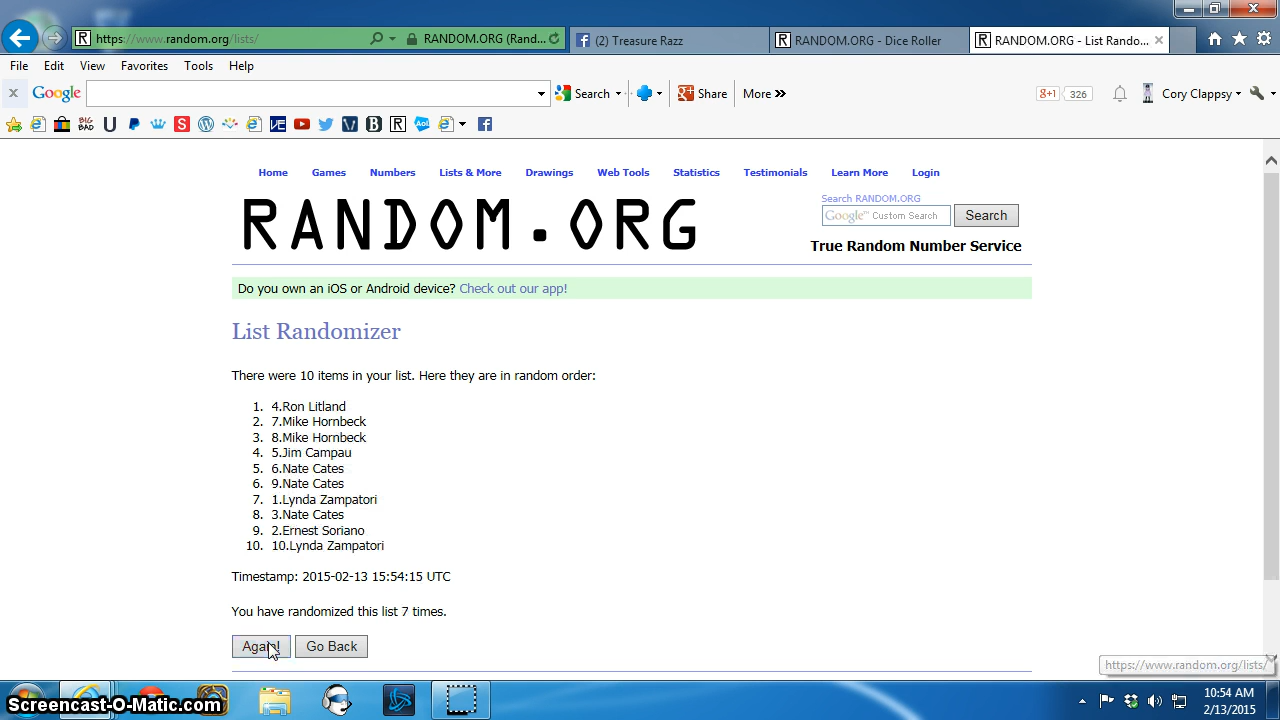 https://www.random.org/lists/
RANDOM.ORG (Rand...
(2) Treasure Razz
RANDOM.ORG - Dice Roller
RANDOM.ORG - List Rando...
File Edit View Favorites Tools Help
Google
Search
Share
More »
g+1 326
Cory Clappsy
BIG BAD
Aol
Home Games Numbers Lists & More Drawings Web Tools Statistics Testimonials Learn More Login
RANDOM.ORG
Search RANDOM.ORG
Google™ Custom Search
Search
True Random Number Service
Do you own an iOS or Android device? Check out our app!
List Randomizer
There were 10 items in your list. Here they are in random order:
1. 4.Ron Litland
2. 7.Mike Hornbeck
3. 8.Mike Hornbeck
4. 5.Jim Campau
5. 6.Nate Cates
6. 9.Nate Cates
7. 1.Lynda Zampatori
8. 3.Nate Cates
9. 2.Ernest Soriano
10. 10.Lynda Zampatori
Timestamp: 2015-02-13 15:54:15 UTC
You have randomized this list 7 times.
Again! Go Back
https://www.random.org/lists/
Screencast-O-Matic.com
10:54 AM
2/13/2015